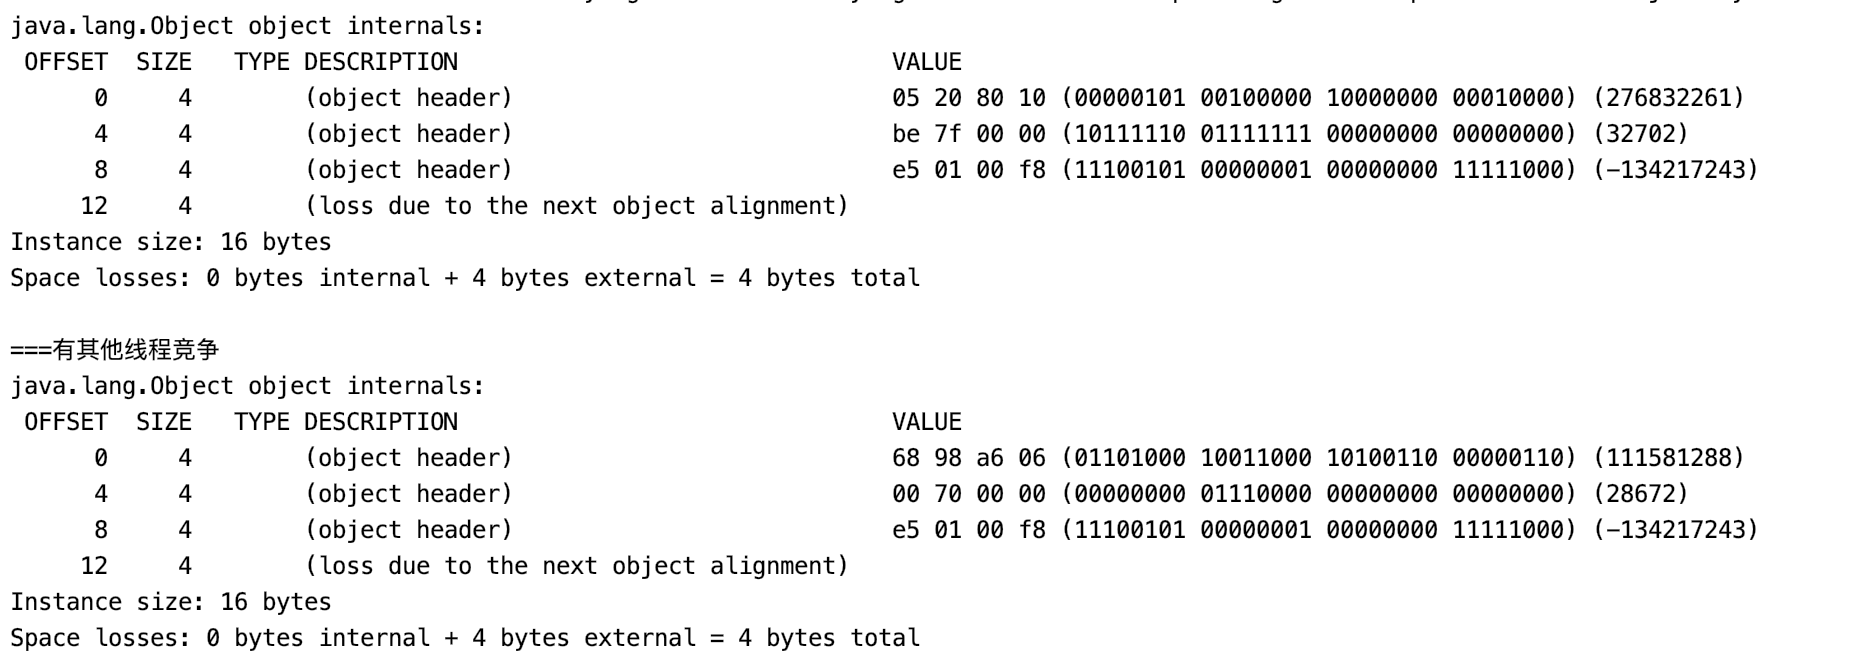 java.lang.Object object internals:
 OFFSET  SIZE   TYPE DESCRIPTION                               VALUE
      0     4        (object header)                           05 20 80 10 (00000101 00100000 10000000 00010000) (276832261)
      4     4        (object header)                           be 7f 00 00 (10111110 01111111 00000000 00000000) (32702)
      8     4        (object header)                           e5 01 00 f8 (11100101 00000001 00000000 11111000) (-134217243)
     12     4        (loss due to the next object alignment)
Instance size: 16 bytes
Space losses: 0 bytes internal + 4 bytes external = 4 bytes total

===有其他线程竞争
java.lang.Object object internals:
 OFFSET  SIZE   TYPE DESCRIPTION                               VALUE
      0     4        (object header)                           68 98 a6 06 (01101000 10011000 10100110 00000110) (111581288)
      4     4        (object header)                           00 70 00 00 (00000000 01110000 00000000 00000000) (28672)
      8     4        (object header)                           e5 01 00 f8 (11100101 00000001 00000000 11111000) (-134217243)
     12     4        (loss due to the next object alignment)
Instance size: 16 bytes
Space losses: 0 bytes internal + 4 bytes external = 4 bytes total